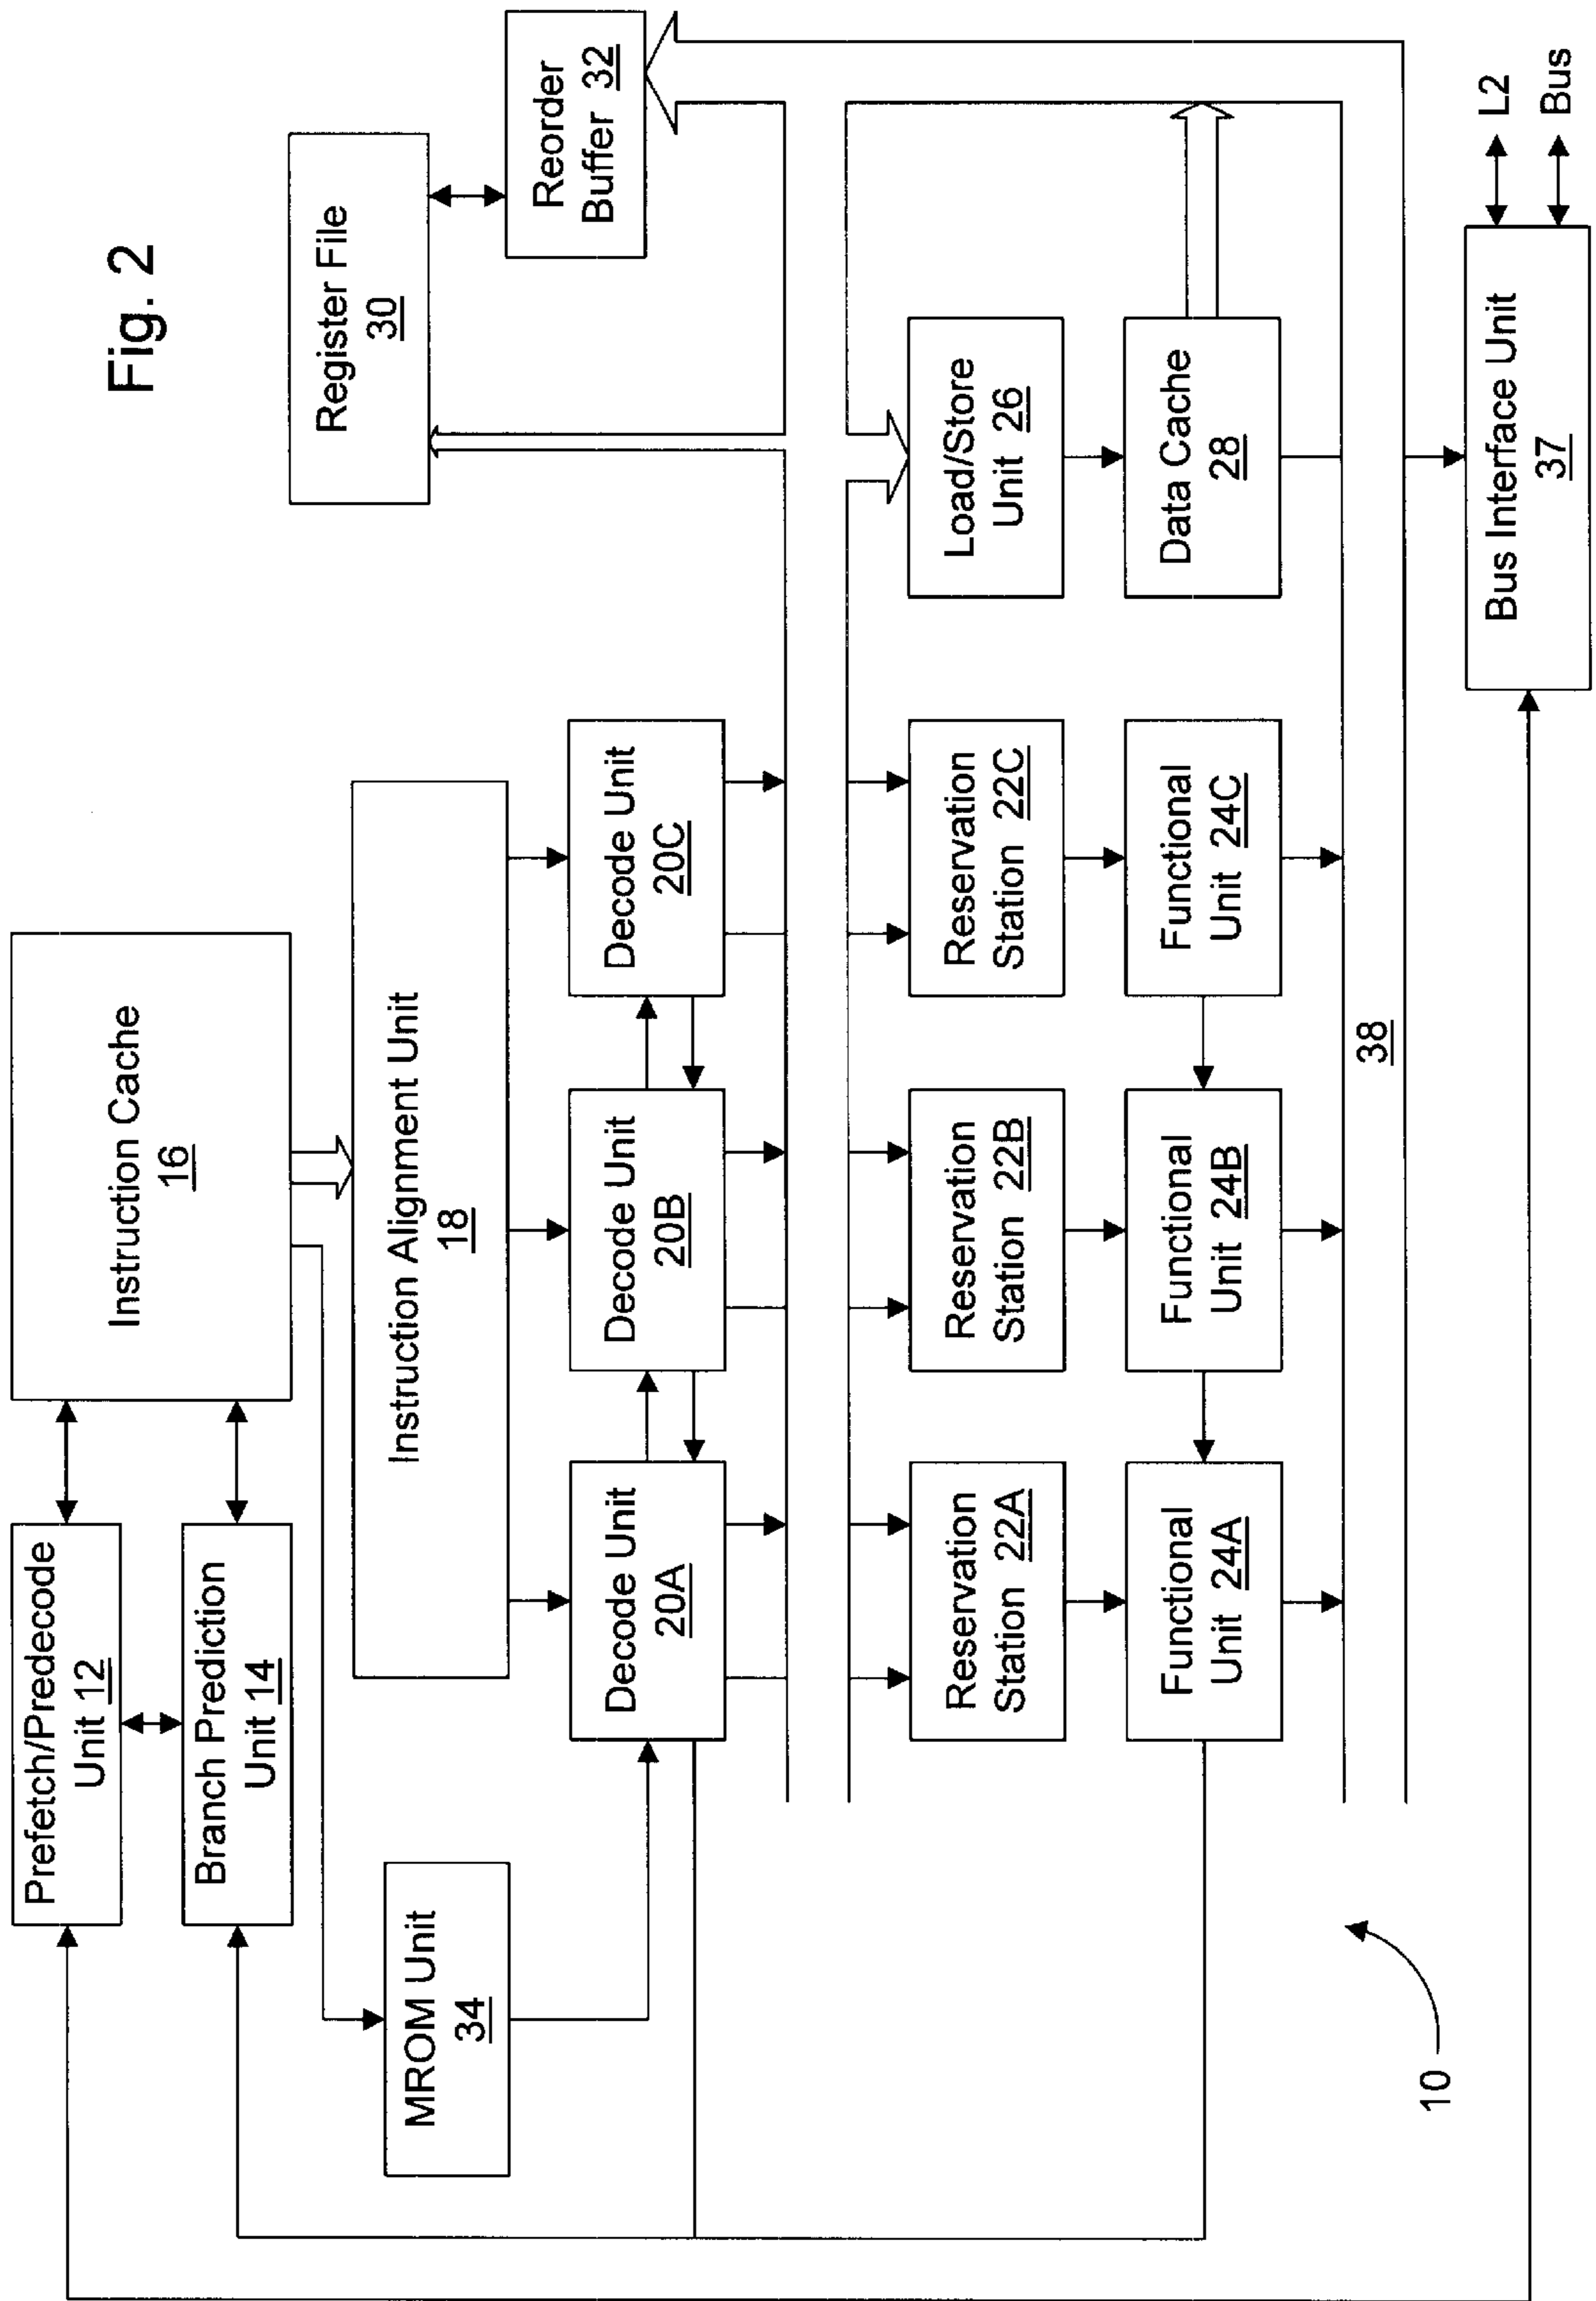 Fig. 2
Prefetch/Predecode
Unit 12
Branch Prediction
Unit 14
Instruction Cache
16
Register File
30
Reorder
Buffer 32
MROM Unit
34
Instruction Alignment Unit
18
Decode Unit
20A
Decode Unit
20B
Decode Unit
20C
Reservation
Station 22A
Reservation
Station 22B
Reservation
Station 22C
Load/Store
Unit 26
Functional
Unit 24A
Functional
Unit 24B
Functional
Unit 24C
Data Cache
28
38
10
Bus Interface Unit
37
L2
Bus